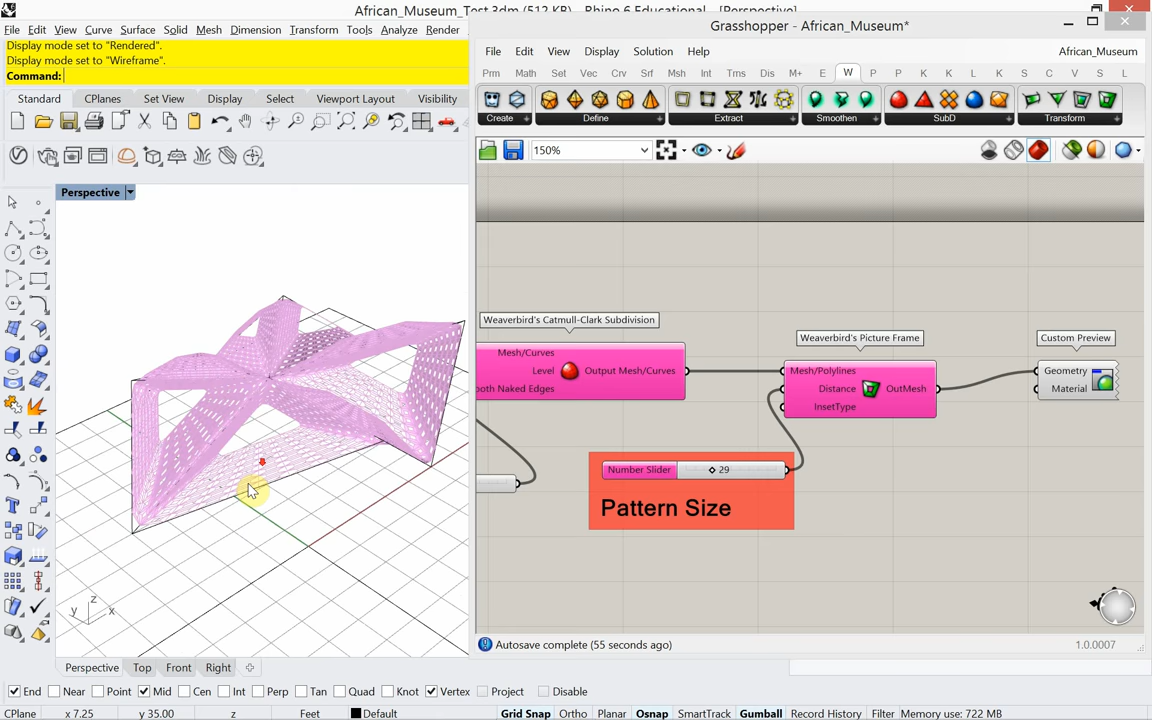 African_Museum_Test.3dm (512 KB) - Rhino 6 Educational - [Perspective]
File Edit View Curve Surface Solid Mesh Dimension Transform Tools Analyze Render
Display mode set to "Rendered".
Display mode set to "Wireframe".
Command:
Standard CPlanes Set View Display Select Viewport Layout Visibility
Perspective
z
y x
Perspective Top Front Right
End Near Point Mid Cen Int Perp Tan Quad Knot Vertex Project Disable
CPlane x 7.25 y 35.00 z Feet Default Grid Snap Ortho Planar Osnap SmartTrack Gumball Record History Filter Memory use: 722 MB
Grasshopper - African_Museum*
File Edit View Display Solution Help African_Museum
Prm Math Set Vec Crv Srf Msh Int Trns Dis M+ E W P P K K L K S C V S L
Create Define Extract Smoothen SubD Transform
150%
Weaverbird's Catmull-Clark Subdivision
Mesh/Curves
Level
ooth Naked Edges
Output Mesh/Curves
Weaverbird's Picture Frame
Mesh/Polylines
Distance
InsetType
OutMesh
Custom Preview
Geometry
Material
Number Slider 29
Pattern Size
Autosave complete (55 seconds ago) 1.0.0007